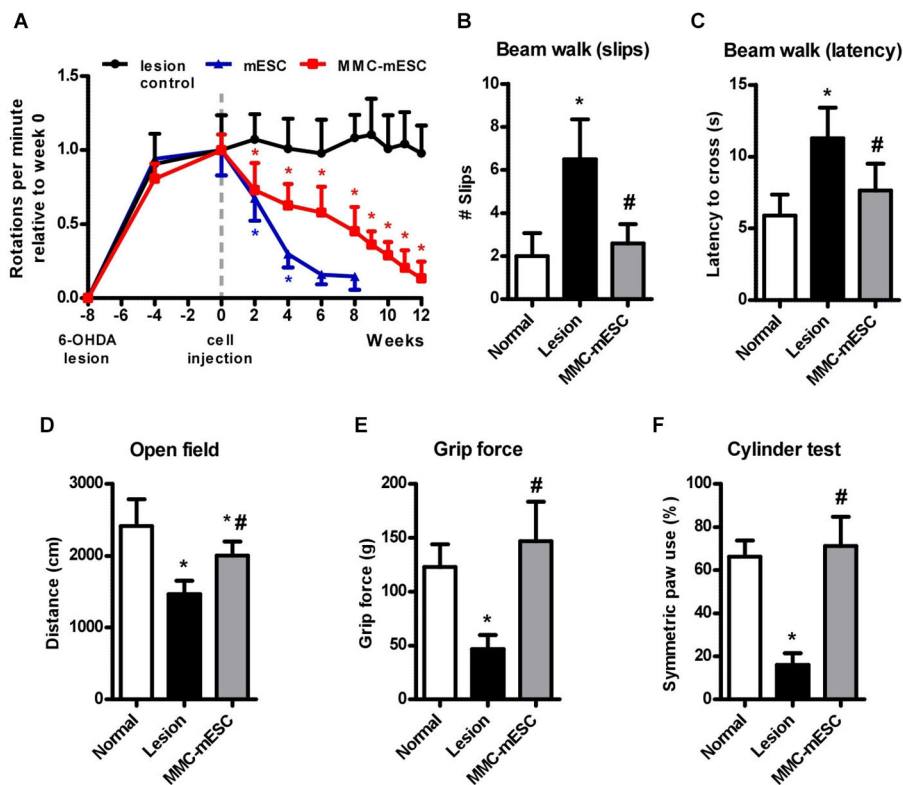 A
lesion control
mESC
MMC-mESC
Rotations per minute
relative to week 0
1.5
1.0
0.5
0.0
*
*
*
*
*
*
*
*
*
*
-8 -6 -4 -2 0 2 4 6 8 10 12
6-OHDA
lesion
cell
injection
Weeks
B
Beam walk (slips)
# Slips
10
8
6
4
2
0
*
#
Normal
Lesion
MMC-mESC
C
Beam walk (latency)
Latency to cross (s)
15
10
5
0
*
#
Normal
Lesion
MMC-mESC
D
Open field
Distance (cm)
3000
2000
1000
0
*
*#
Normal
Lesion
MMC-mESC
E
Grip force
Grip force (g)
200
150
100
50
0
*
#
Normal
Lesion
MMC-mESC
F
Cylinder test
Symmetric paw use (%)
100
80
60
40
20
0
*
#
Normal
Lesion
MMC-mESC